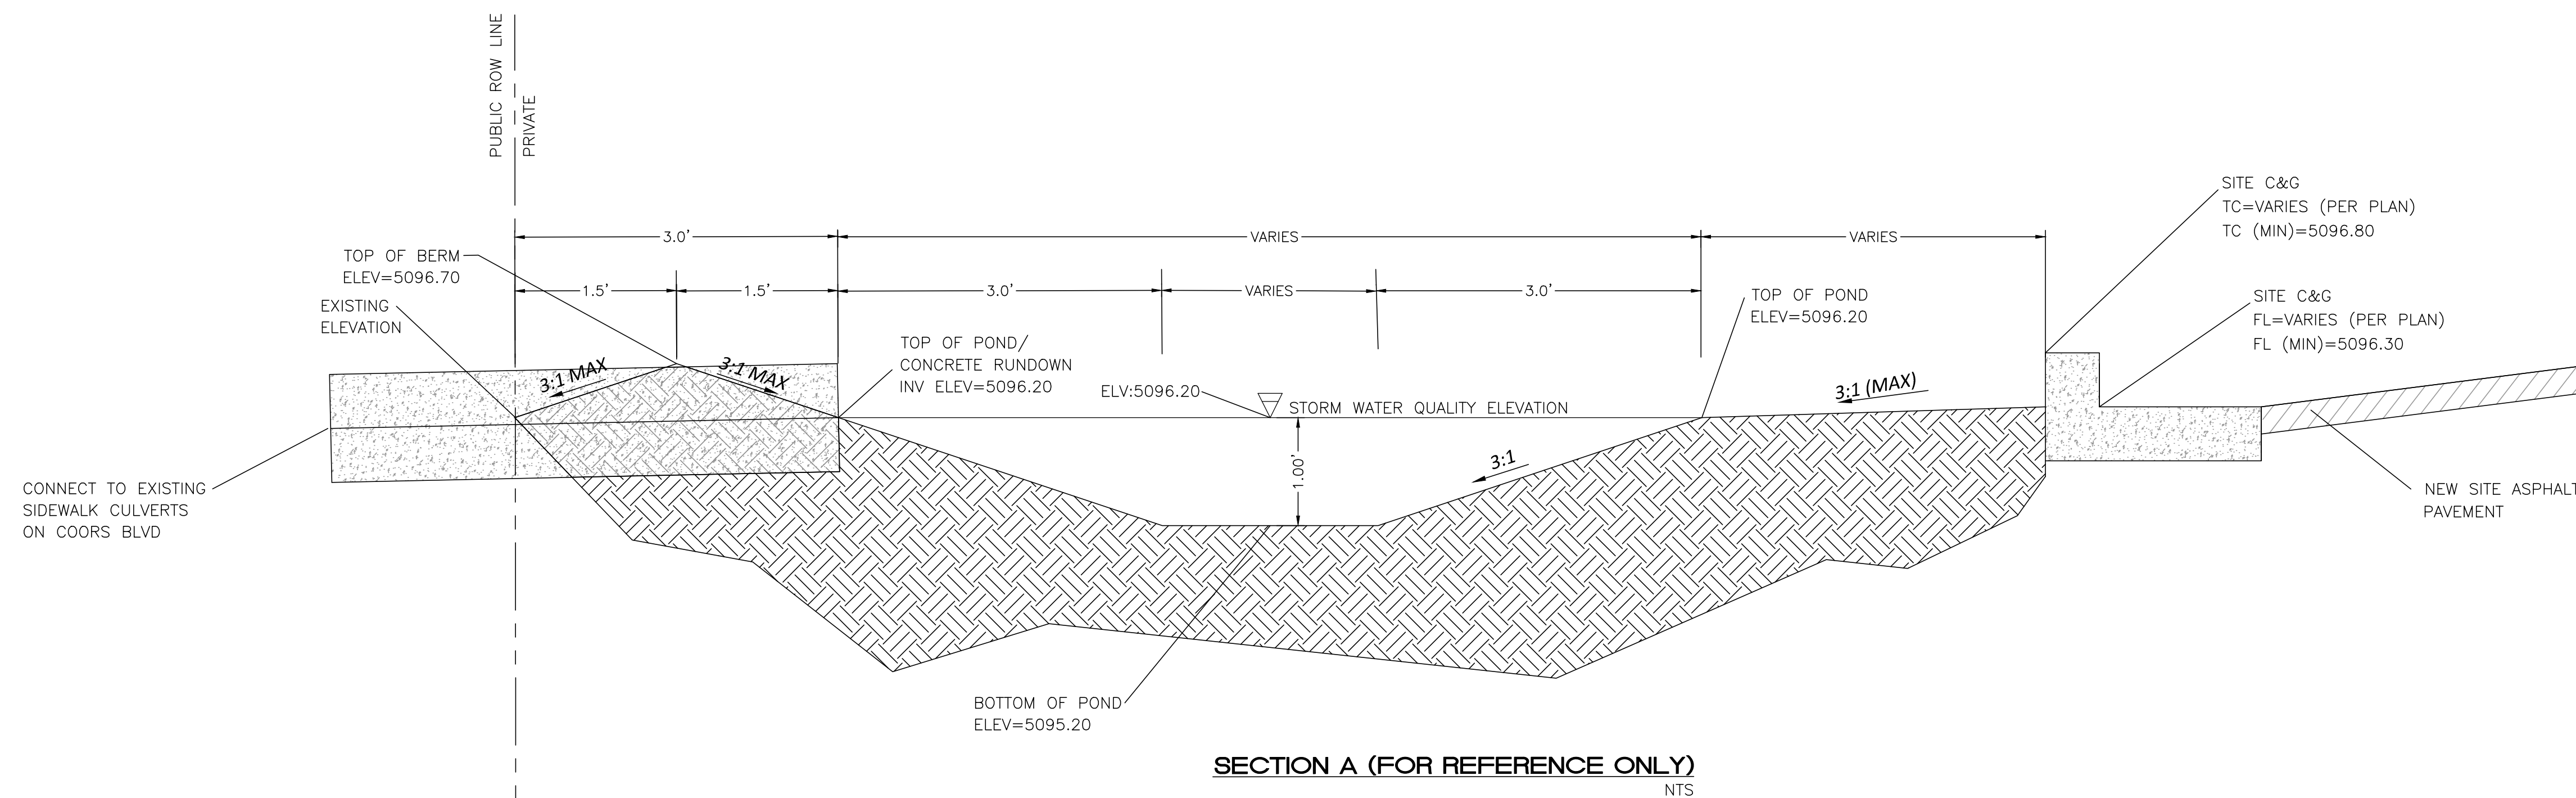 PUBLIC ROW LINE
PRIVATE
SITE C&G
TC=VARIES (PER PLAN)
TC (MIN)=5096.80
3.0'
VARIES
VARIES
TOP OF BERM
ELEV=5096.70
1.5'
1.5'
3.0'
VARIES
3.0'
TOP OF POND
ELEV=5096.20
SITE C&G
FL=VARIES (PER PLAN)
FL (MIN)=5096.30
EXISTING
ELEVATION
TOP OF POND/
CONCRETE RUNDOWN
INV ELEV=5096.20
3:1 MAX
3:1 MAX
ELV:5096.20
STORM WATER QUALITY ELEVATION
3:1 (MAX)
1.00'
3:1
CONNECT TO EXISTING
SIDEWALK CULVERTS
ON COORS BLVD
NEW SITE ASPHALT
PAVEMENT
BOTTOM OF POND
ELEV=5095.20
SECTION A (FOR REFERENCE ONLY)
NTS